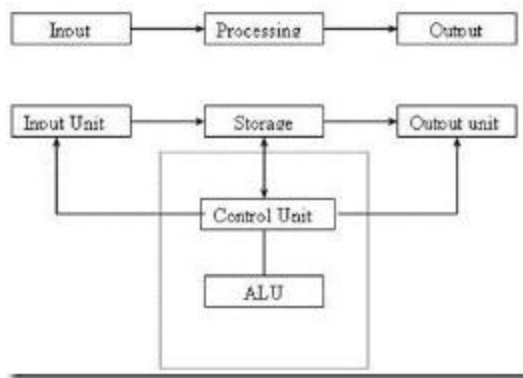 Input
Processing
Output
Input Unit
Storage
Output unit
Control Unit
ALU